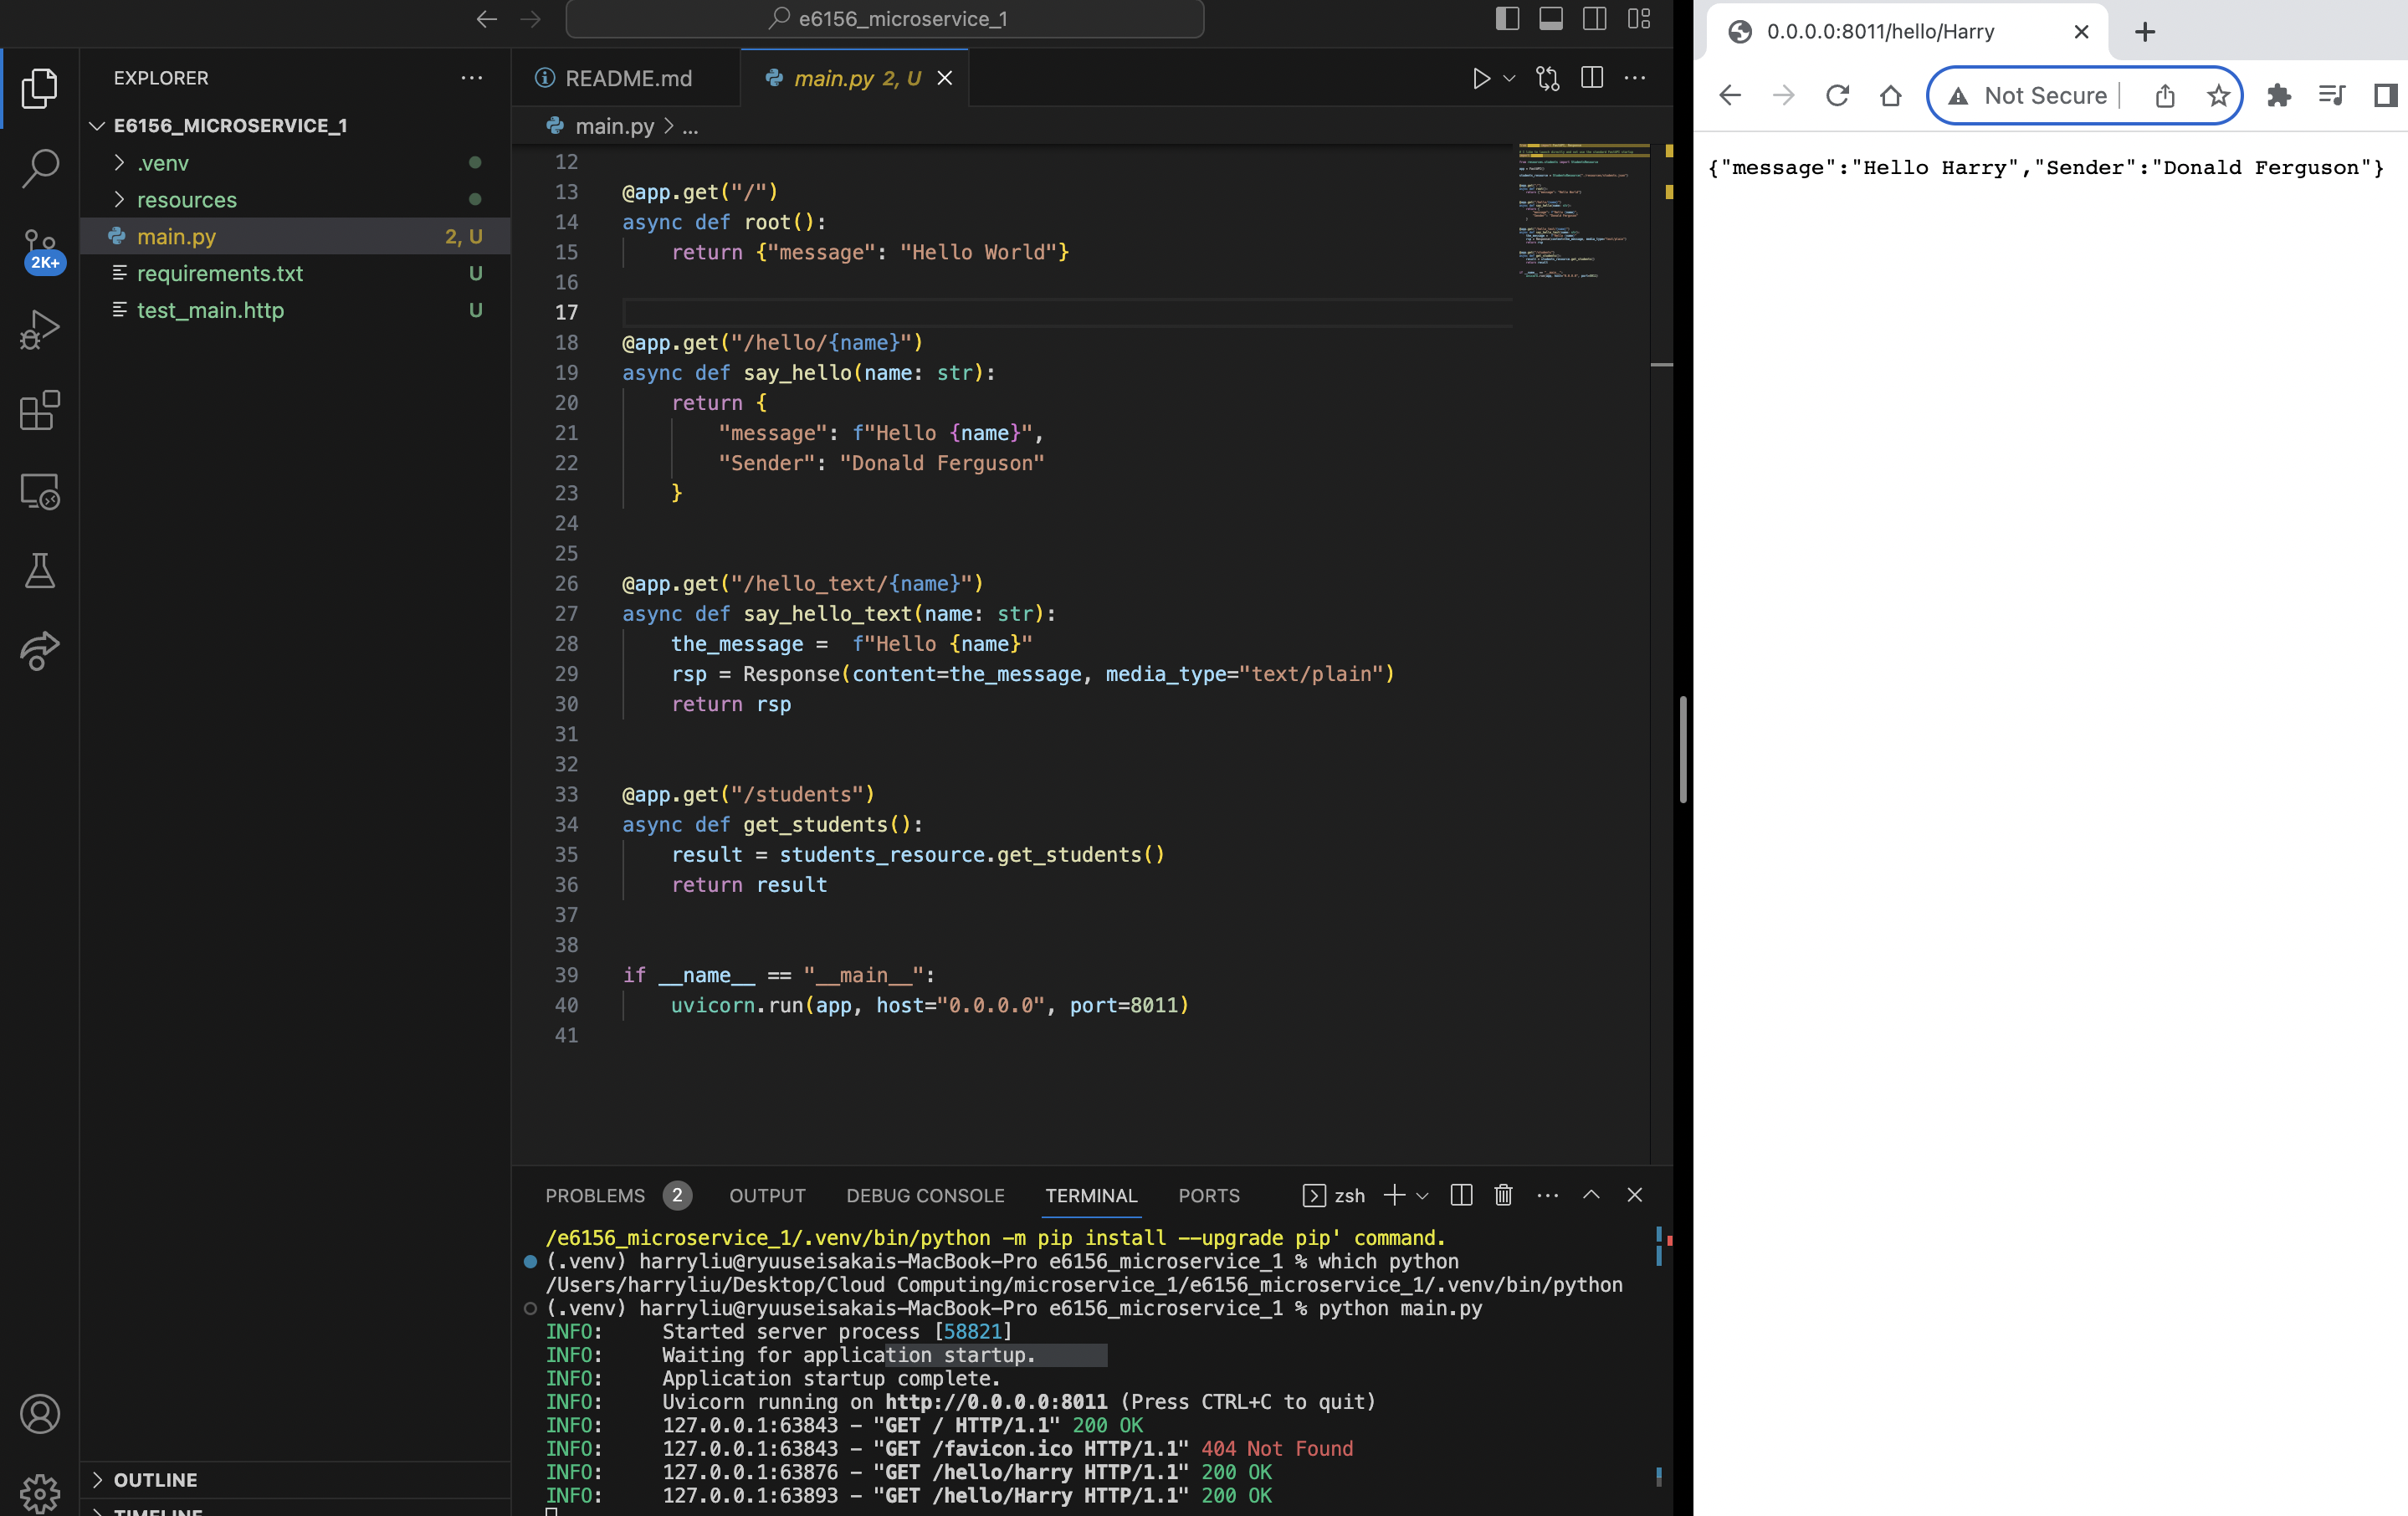 e6156_microservice_1
EXPLORER
E6156_MICROSERVICE_1
.venv
resources
main.py 2, U
requirements.txt U
test_main.http U
2K+
OUTLINE
TIMELINE
README.md
main.py 2, U
main.py > ...
12
13 @app.get("/")
14 async def root():
15     return {"message": "Hello World"}
16
17
18 @app.get("/hello/{name}")
19 async def say_hello(name: str):
20     return {
21         "message": f"Hello {name}",
22         "Sender": "Donald Ferguson"
23     }
24
25
26 @app.get("/hello_text/{name}")
27 async def say_hello_text(name: str):
28     the_message =  f"Hello {name}"
29     rsp = Response(content=the_message, media_type="text/plain")
30     return rsp
31
32
33 @app.get("/students")
34 async def get_students():
35     result = students_resource.get_students()
36     return result
37
38
39 if __name__ == "__main__":
40     uvicorn.run(app, host="0.0.0.0", port=8011)
41
PROBLEMS 2 OUTPUT DEBUG CONSOLE TERMINAL PORTS zsh
/e6156_microservice_1/.venv/bin/python -m pip install --upgrade pip' command.
(.venv) harryliu@ryuuseisakais-MacBook-Pro e6156_microservice_1 % which python
/Users/harryliu/Desktop/Cloud Computing/microservice_1/e6156_microservice_1/.venv/bin/python
(.venv) harryliu@ryuuseisakais-MacBook-Pro e6156_microservice_1 % python main.py
INFO:     Started server process [58821]
INFO:     Waiting for application startup.
INFO:     Application startup complete.
INFO:     Uvicorn running on http://0.0.0.0:8011 (Press CTRL+C to quit)
INFO:     127.0.0.1:63843 - "GET / HTTP/1.1" 200 OK
INFO:     127.0.0.1:63843 - "GET /favicon.ico HTTP/1.1" 404 Not Found
INFO:     127.0.0.1:63876 - "GET /hello/harry HTTP/1.1" 200 OK
INFO:     127.0.0.1:63893 - "GET /hello/Harry HTTP/1.1" 200 OK
0.0.0.0:8011/hello/Harry
Not Secure
{"message":"Hello Harry","Sender":"Donald Ferguson"}